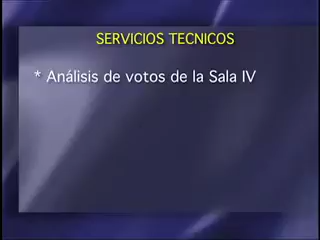 SERVICIOS TECNICOS
* Análisis de votos de la Sala IV